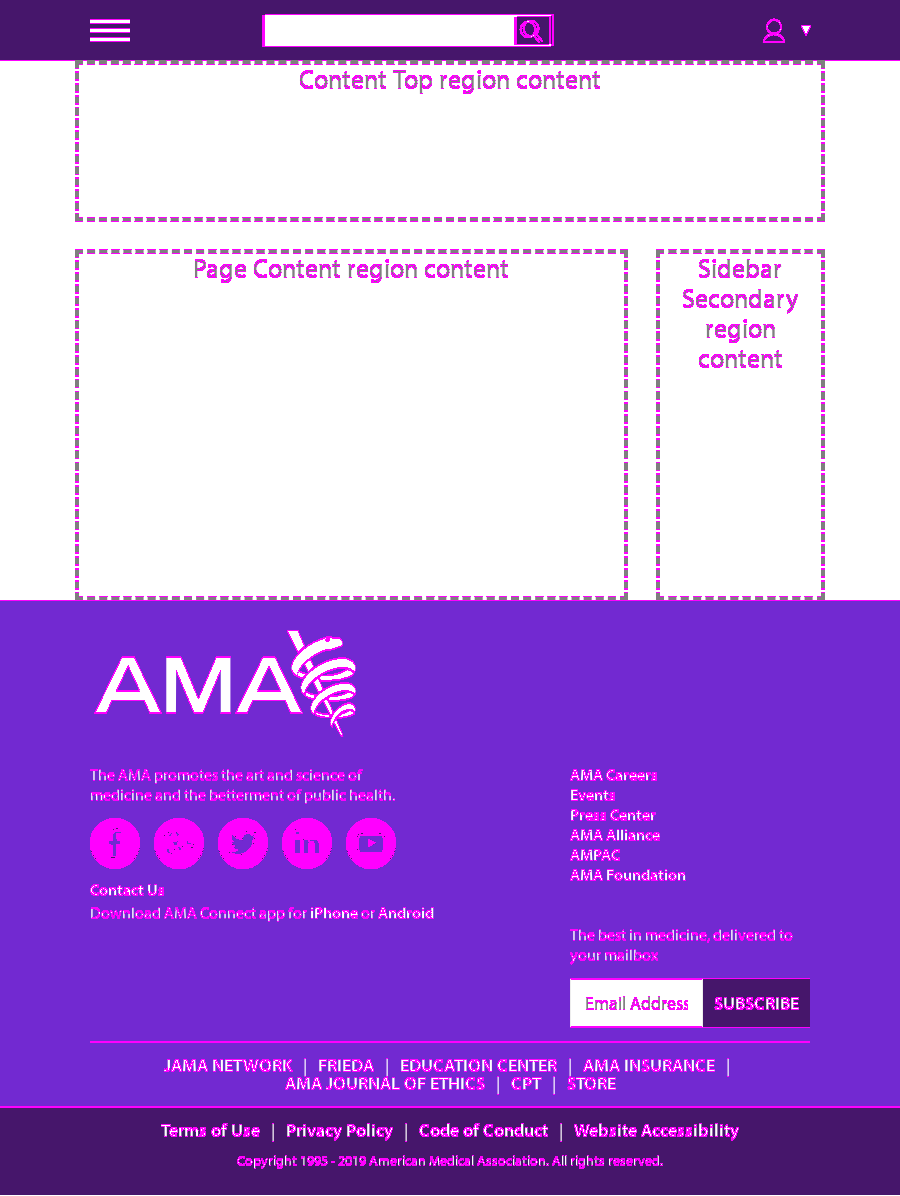 Content Top region content
Page Content region content
Sidebar
Secondary
region
content
AMA
The AMA promotes the art and science of
medicine and the betterment of public health.
Contact Us
Download AMA Connect app for iPhone or Android
AMA Careers
Events
Press Center
AMA Alliance
AMPAC
AMA Foundation
The best in medicine, delivered to
your mailbox
Email Address SUBSCRIBE
JAMA NETWORK | FRIEDA | EDUCATION CENTER | AMA INSURANCE |
AMA JOURNAL OF ETHICS | CPT | STORE
Terms of Use | Privacy Policy | Code of Conduct | Website Accessibility
Copyright 1995 - 2019 American Medical Association. All rights reserved.